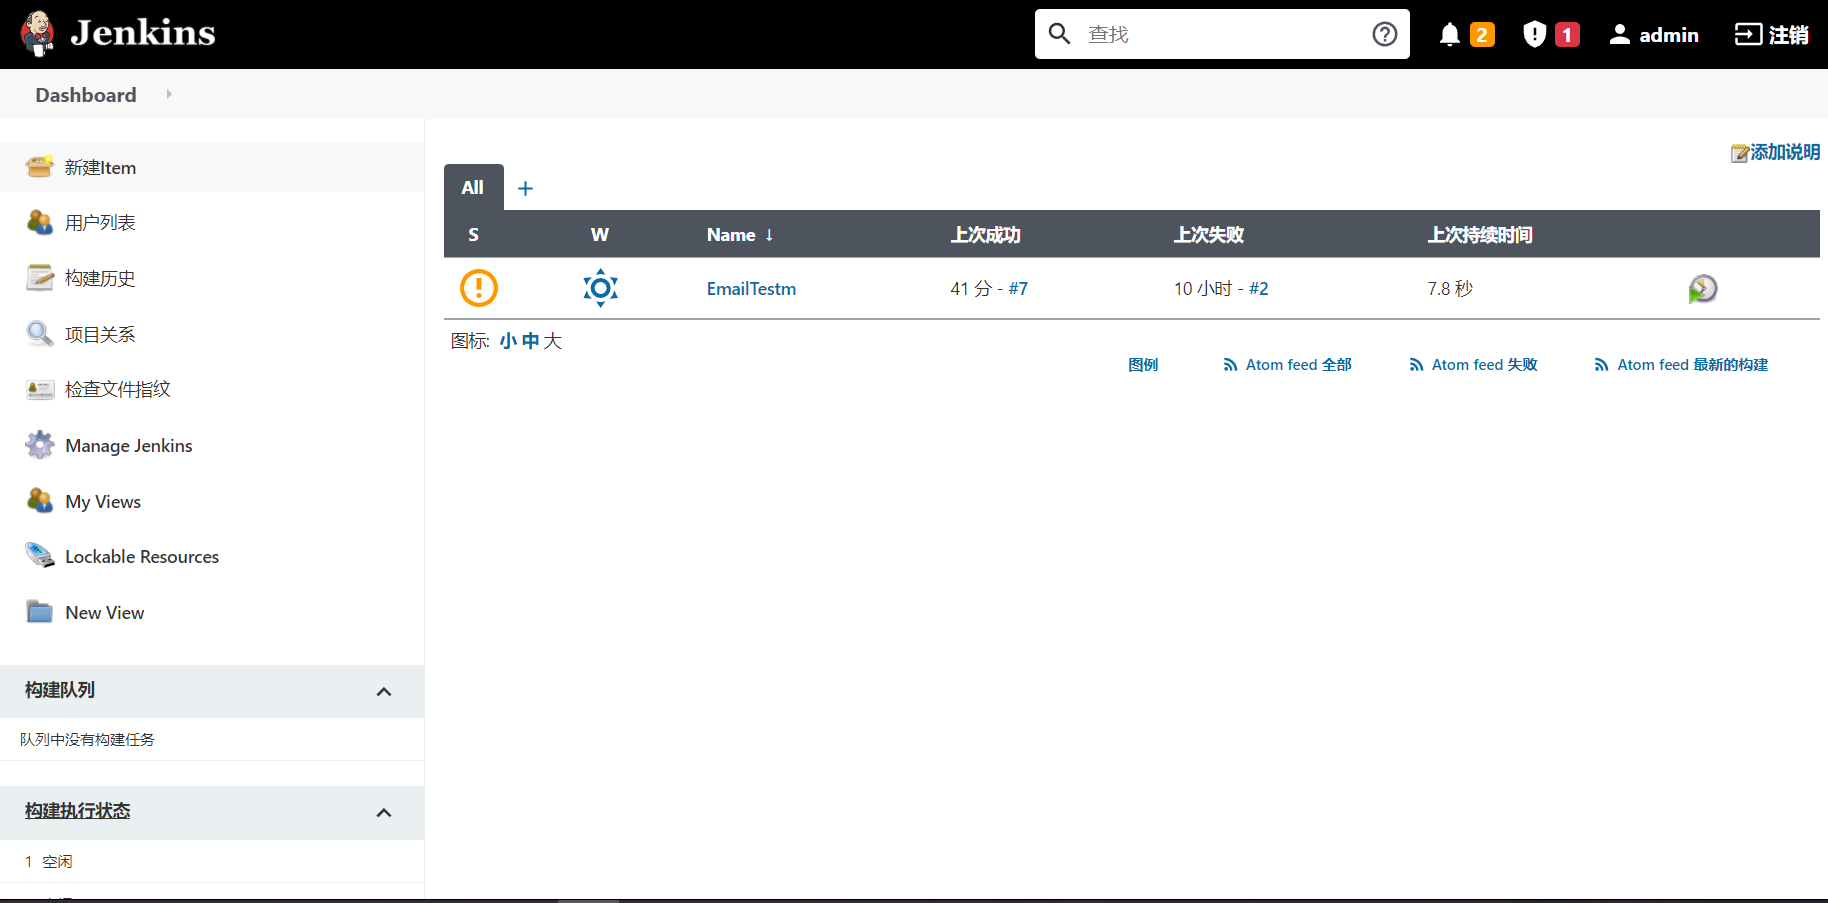 Jenkins
查找
2
1
admin
注销
Dashboard
添加说明
新建Item
用户列表
构建历史
项目关系
检查文件指纹
Manage Jenkins
My Views
Lockable Resources
New View
构建队列
队列中没有构建任务
构建执行状态
1 空闲
All +
S W Name ↓ 上次成功 上次失败 上次持续时间
EmailTestm 41 分 - #7 10 小时 - #2 7.8 秒
图标: 小 中 大
图例 Atom feed 全部 Atom feed 失败 Atom feed 最新的构建